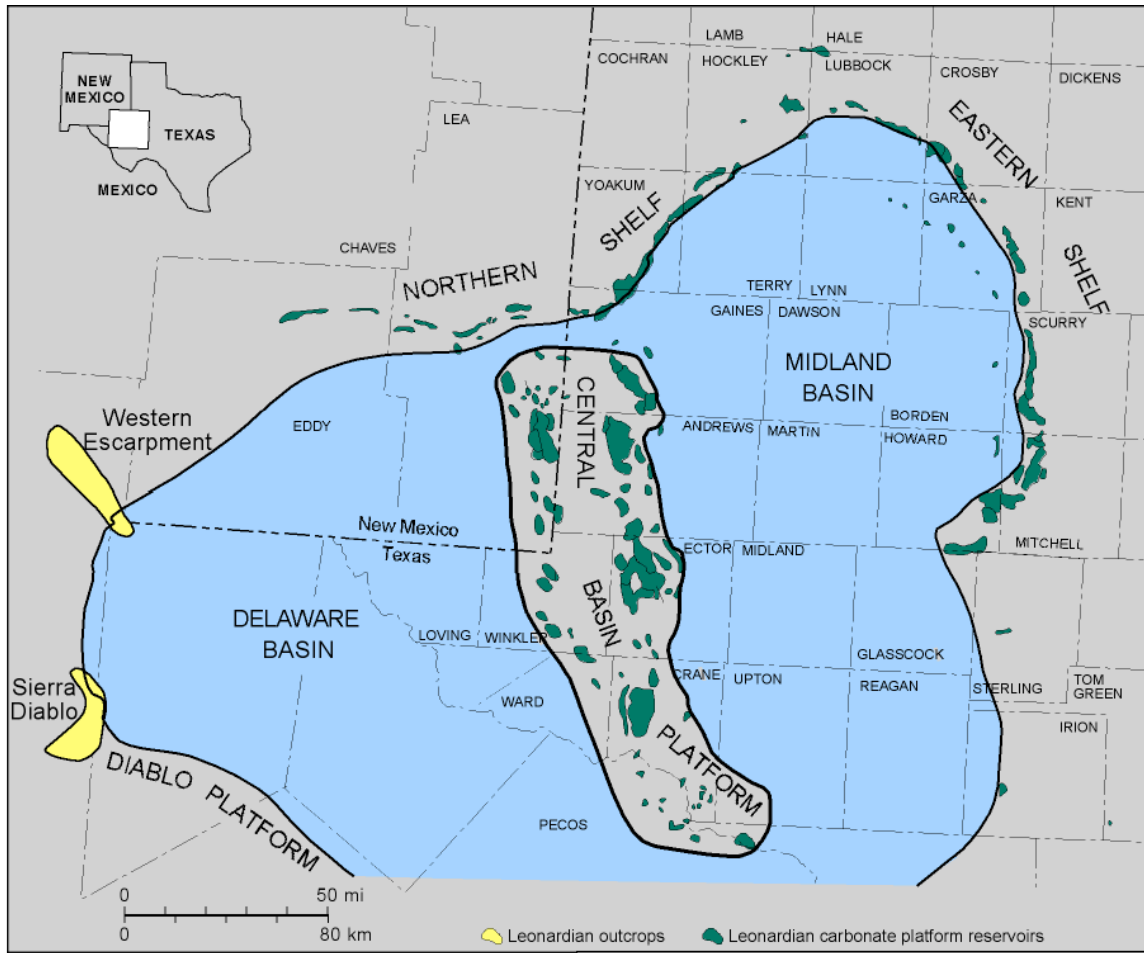 NEW
MEXICO
TEXAS
MEXICO
LAMB
HALE
COCHRAN
HOCKLEY
LUBBOCK
CROSBY
DICKENS
LEA
EASTERN
SHELF
YOAKUM
GARZA
KENT
CHAVES
NORTHERN
SHELF
TERRY
LYNN
GAINES
DAWSON
SCURRY
MIDLAND
BASIN
Western
Escarpment
EDDY
CENTRAL
BASIN
PLATFORM
BORDEN
ANDREWS
MARTIN
HOWARD
New Mexico
Texas
ECTOR
MIDLAND
MITCHELL
DELAWARE
BASIN
LOVING
WINKLER
GLASSCOCK
Sierra
Diablo
WARD
CRANE
UPTON
REAGAN
STERLING
TOM
GREEN
IRION
DIABLO PLATFORM
PECOS
0 50 mi
0 80 km
Leonardian outcrops
Leonardian carbonate platform reservoirs